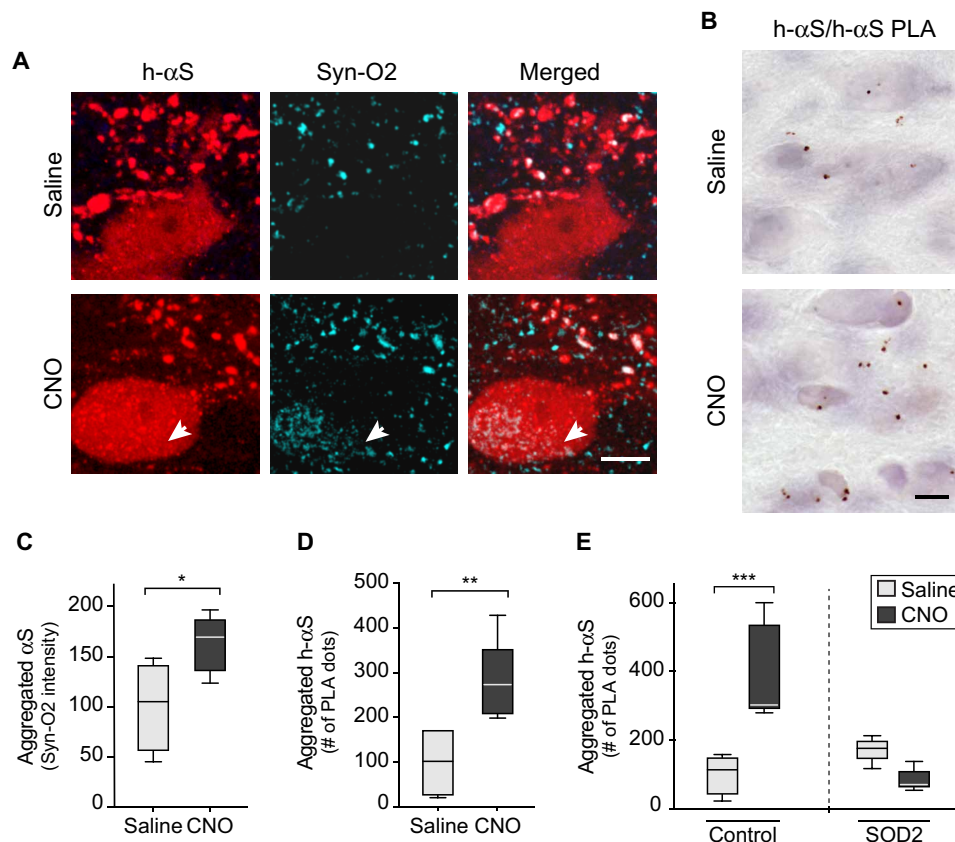 A
h-αS
Syn-O2
Merged
Saline
CNO
B
h-αS/h-αS PLA
Saline
CNO
C
Aggregated αS
(Syn-O2 intensity)
200
150
100
50
0
*
Saline CNO
D
Aggregated h-αS
(# of PLA dots)
500
400
300
200
100
0
**
Saline CNO
E
Aggregated h-αS
(# of PLA dots)
600
400
200
0
***
Saline
CNO
Control
SOD2